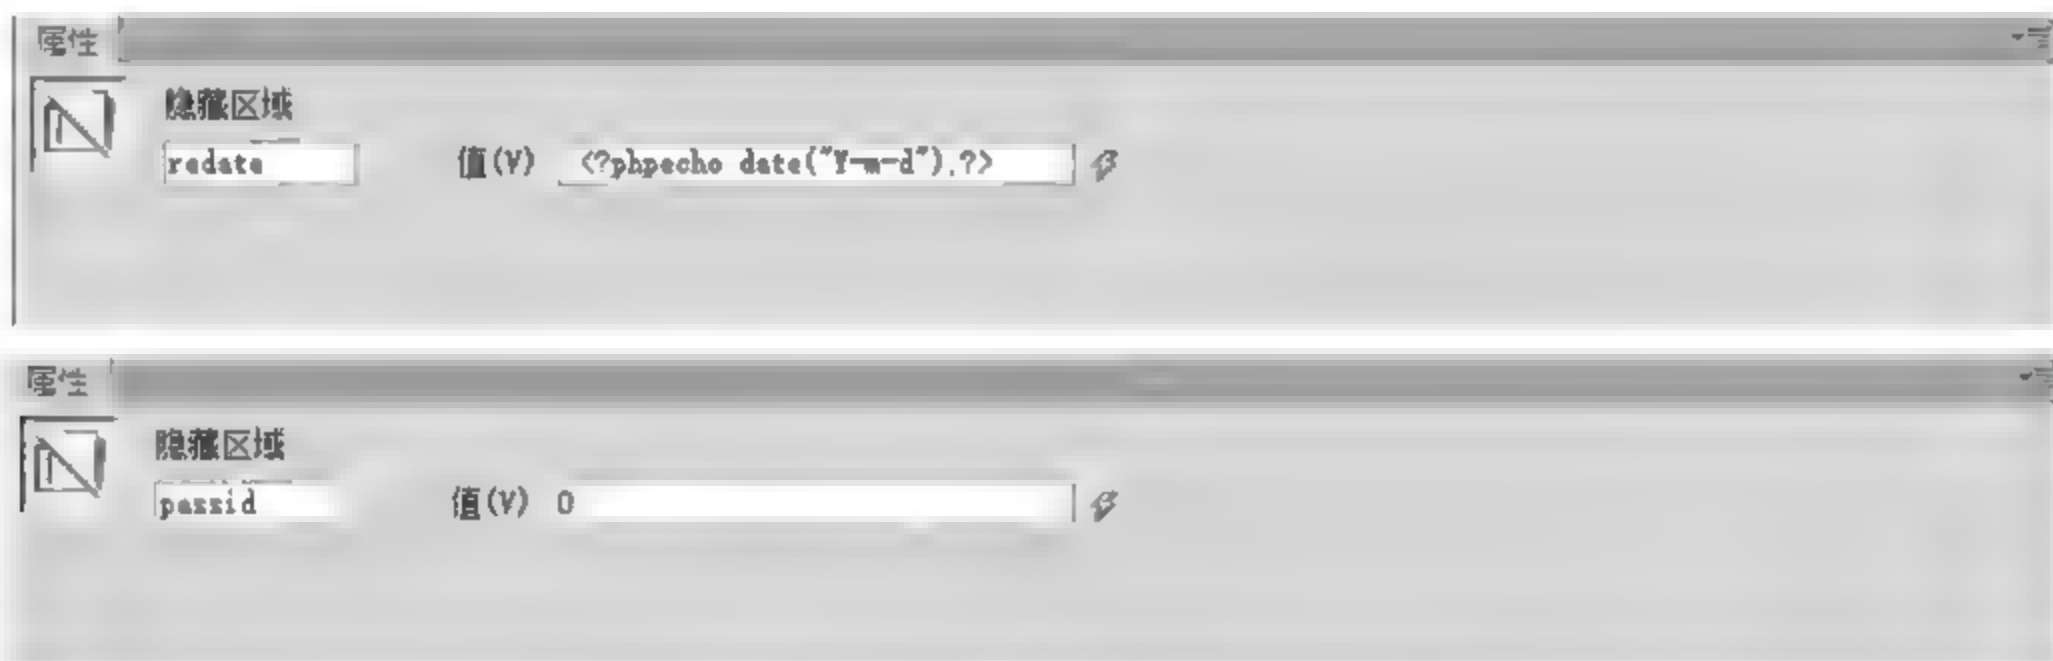 属性
隐藏区域
redate 值(V) <?phpecho date("Y-m-d");?>
属性
隐藏区域
passid 值(V) 0